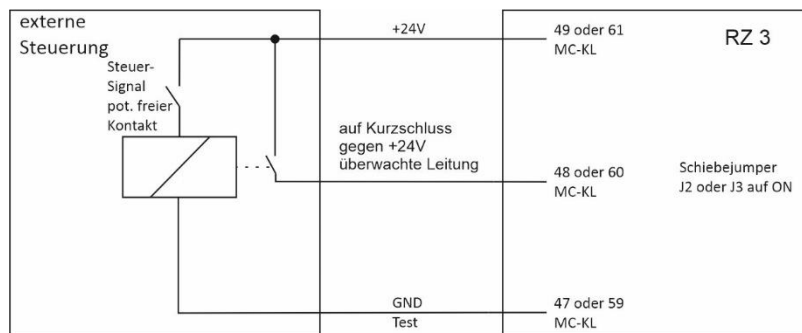 externe
Steuerung
Steuer-
Signal
pot. freier
Kontakt
+24V
auf Kurzschluss
gegen +24V
überwachte Leitung
GND
Test
49 oder 61
MC-KL
RZ 3
48 oder 60
MC-KL
Schiebejumper
J2 oder J3 auf ON
47 oder 59
MC-KL